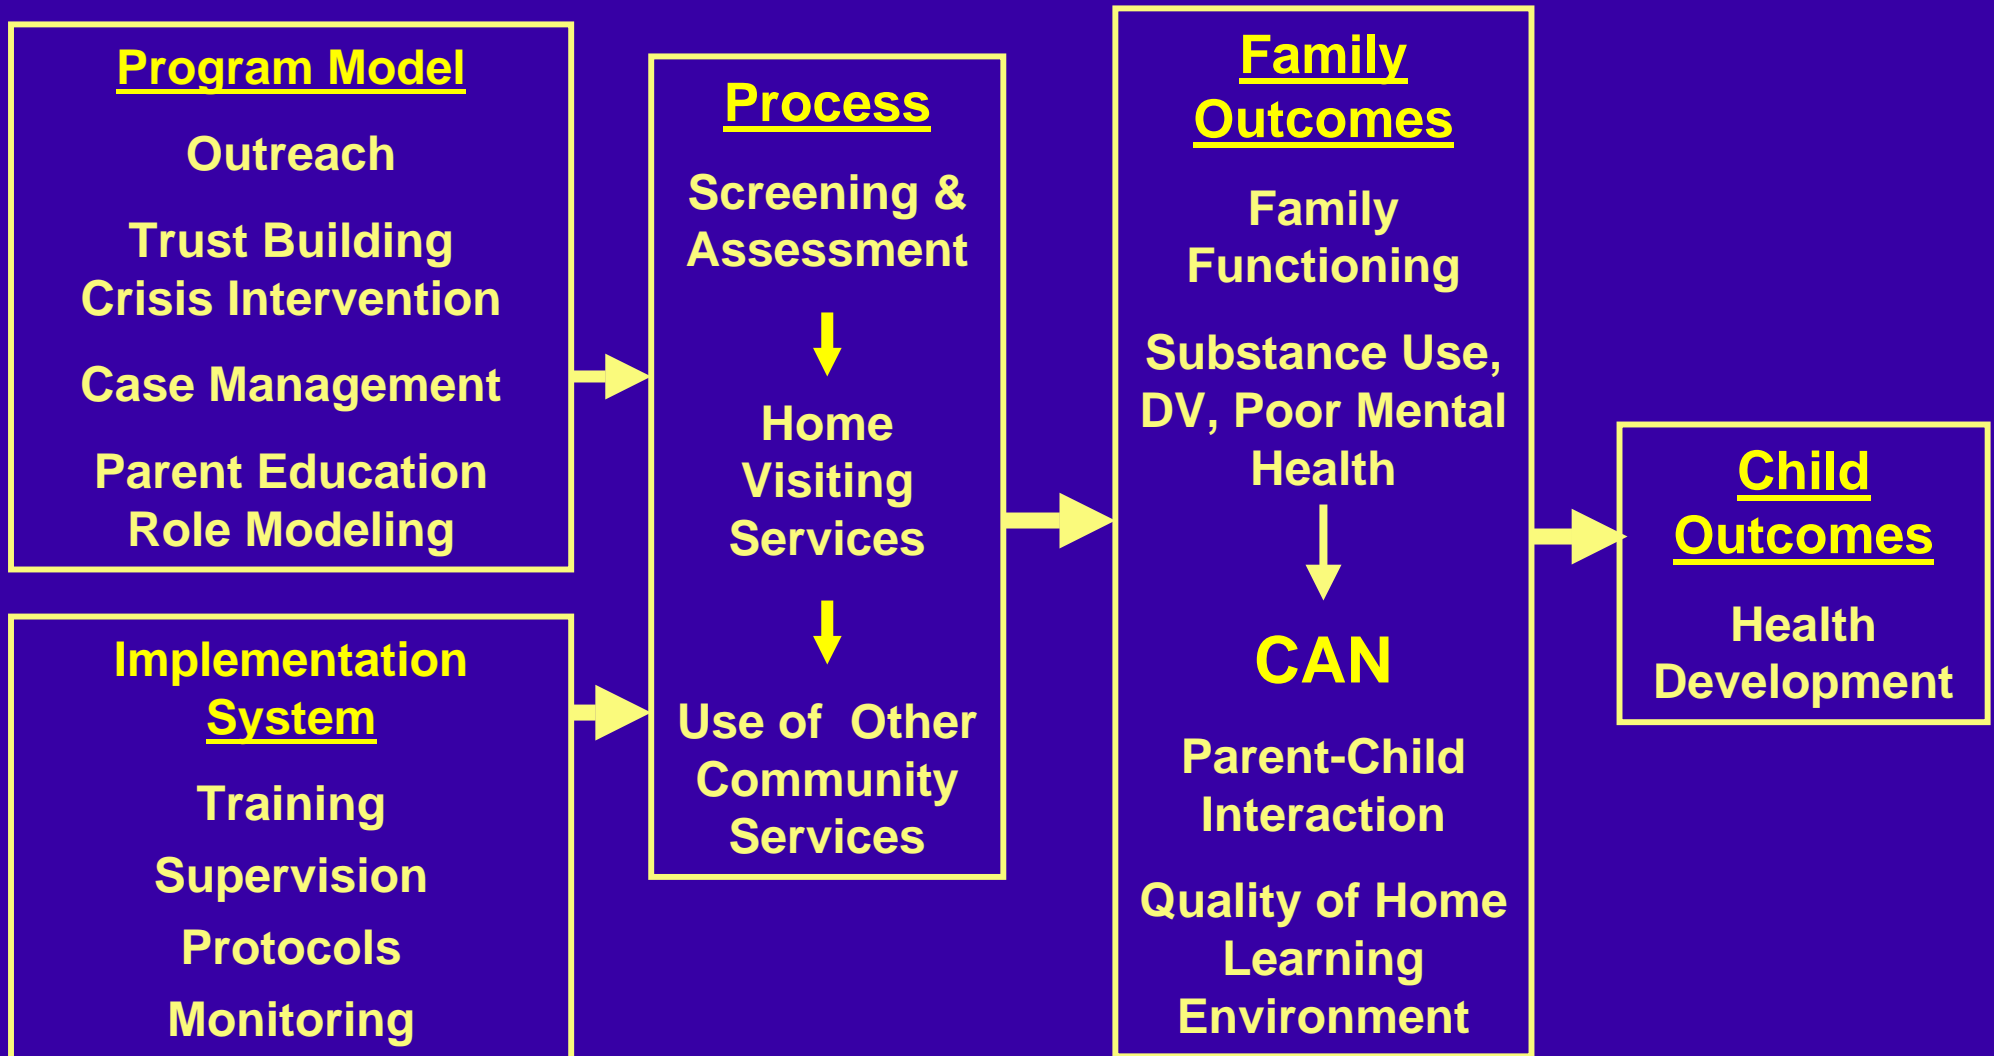 Program Model
Outreach
Trust Building
Crisis Intervention
Case Management
Parent Education
Role Modeling
Implementation
System
Training
Supervision
Protocols
Monitoring
Process
Screening &
Assessment
Home
Visiting
Services
Use of Other
Community
Services
Family
Outcomes
Family
Functioning
Substance Use,
DV, Poor Mental
Health
CAN
Parent-Child
Interaction
Quality of Home
Learning
Environment
Child
Outcomes
Health
Development